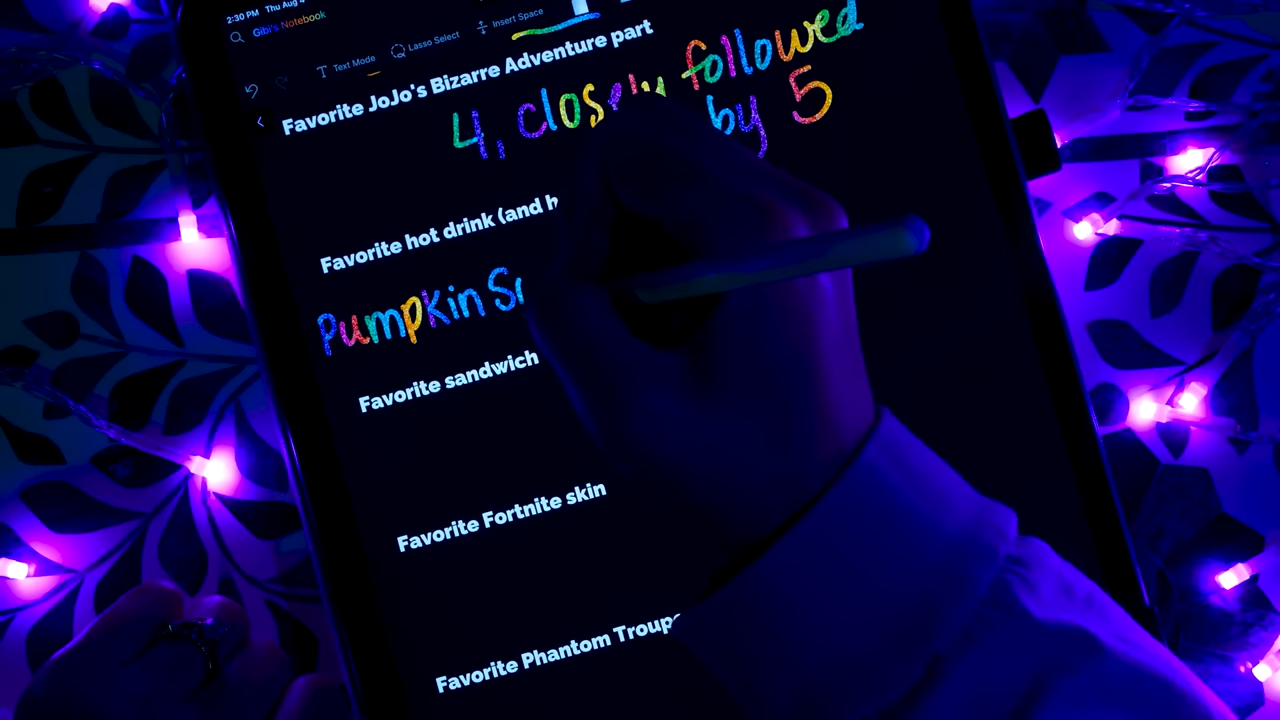 2:30 PM Thu Aug 4
Gibi's Notebook
Text Mode Lasso Select Insert Space
Favorite JoJo's Bizarre Adventure part
4, closely followed
by 5
Favorite hot drink (and
Pumpkin
Favorite sandwich
Favorite Fortnite skin
Favorite Phantom